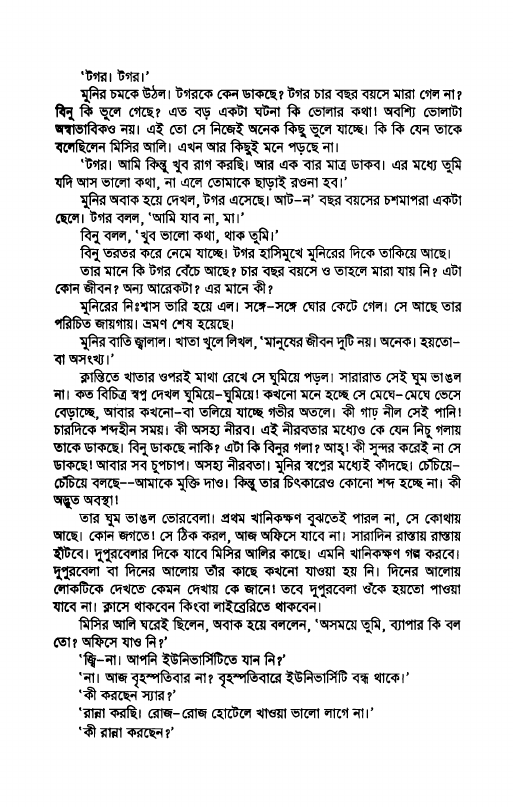 ‘টগর। টগর।’
মুনির চমকে উঠল। টগরকে কেন ডাকছে? টগর চার বছর বয়সে মারা গেল না?
বিনু কি ভুলে গেছে? এত বড় একটা ঘটনা কি ভোলার কথা! অবশ্যি ভোলাটা
অস্বাভাবিকও নয়। এই তো সে নিজেই অনেক কিছু ভুলে যাচ্ছে। কি কি যেন তাকে
বলেছিলেন মিসির আলি। এখন আর কিছুই মনে পড়ছে না।
‘টগর। আমি কিন্তু খুব রাগ করছি। আর এক বার মাত্র ডাকব। এর মধ্যে তুমি
যদি আস ভালো কথা, না এলে তোমাকে ছাড়াই রওনা হব।’
মুনির অবাক হয়ে দেখল, টগর এসেছে। আট-ন’ বছর বয়সের চশমাপরা একটা
ছেলে। টগর বলল, ‘আমি যাব না, মা।’
বিনু বলল, ‘খুব ভালো কথা, থাক তুমি।’
বিনু তরতর করে নেমে যাচ্ছে। টগর হাসিমুখে মুনিরের দিকে তাকিয়ে আছে।
তার মানে কি টগর বেঁচে আছে? চার বছর বয়সে ও তাহলে মারা যায় নি? এটা
কোন জীবন? অন্য আরেকটা? এর মানে কী?
মুনিরের নিঃশ্বাস ভারি হয়ে এল। সঙ্গে-সঙ্গে ঘোর কেটে গেল। সে আছে তার
পরিচিত জায়গায়। ভ্রমণ শেষ হয়েছে।
মুনির বাতি জ্বালাল। খাতা খুলে লিখল, ‘মানুষের জীবন দুটি নয়। অনেক। হয়তো-
বা অসংখ্য।’
ক্লান্তিতে খাতার ওপরই মাথা রেখে সে ঘুমিয়ে পড়ল। সারারাত সেই ঘুম ভাঙল
না। কত বিচিত্র স্বপ্ন দেখল ঘুমিয়ে-ঘুমিয়ে! কখনো মনে হচ্ছে সে মেঘে-মেঘে ভেসে
বেড়াচ্ছে, আবার কখনো-বা তলিয়ে যাচ্ছে গভীর অতলে। কী গাঢ় নীল সেই পানি!
চারদিকে শব্দহীন সময়। কী অসহ্য নীরব। এই নীরবতার মধ্যেও কে যেন নিচু গলায়
তাকে ডাকছে। বিনু ডাকছে নাকি? এটা কি বিনুর গলা? আহ্! কী সুন্দর করেই না সে
ডাকছে! আবার সব চুপচাপ। অসহ্য নীরবতা। মুনির স্বপ্নের মধ্যেই কাঁদছে। চেঁচিয়ে-
চেঁচিয়ে বলছে--আমাকে মুক্তি দাও। কিন্তু তার চিৎকারেও কোনো শব্দ হচ্ছে না। কী
অদ্ভুত অবস্থা!
তার ঘুম ভাঙল ভোরবেলা। প্রথম খানিকক্ষণ বুঝতেই পারল না, সে কোথায়
আছে। কোন জগতে! সে ঠিক করল, আজ অফিসে যাবে না। সারাদিন রাস্তায় রাস্তায়
হাঁটবে। দুপুরবেলার দিকে যাবে মিসির আলির কাছে। এমনি খানিকক্ষণ গল্প করবে।
দুপুরবেলা বা দিনের আলোয় তাঁর কাছে কখনো যাওয়া হয় নি। দিনের আলোয়
লোকটিকে দেখতে কেমন দেখায় কে জানে! তবে দুপুরবেলা ওঁকে হয়তো পাওয়া
যাবে না। ক্লাসে থাকবেন কিংবা লাইব্রেরিতে থাকবেন।
মিসির আলি ঘরেই ছিলেন, অবাক হয়ে বললেন, ‘অসময়ে তুমি, ব্যাপার কি বল
তো? অফিসে যাও নি?’
‘জ্বি-না। আপনি ইউনিভার্সিটিতে যান নি?’
‘না। আজ বৃহস্পতিবার না? বৃহস্পতিবারে ইউনিভার্সিটি বন্ধ থাকে।’
‘কী করছেন স্যার?’
‘রান্না করছি। রোজ-রোজ হোটেলে খাওয়া ভালো লাগে না।’
‘কী রান্না করছেন?’